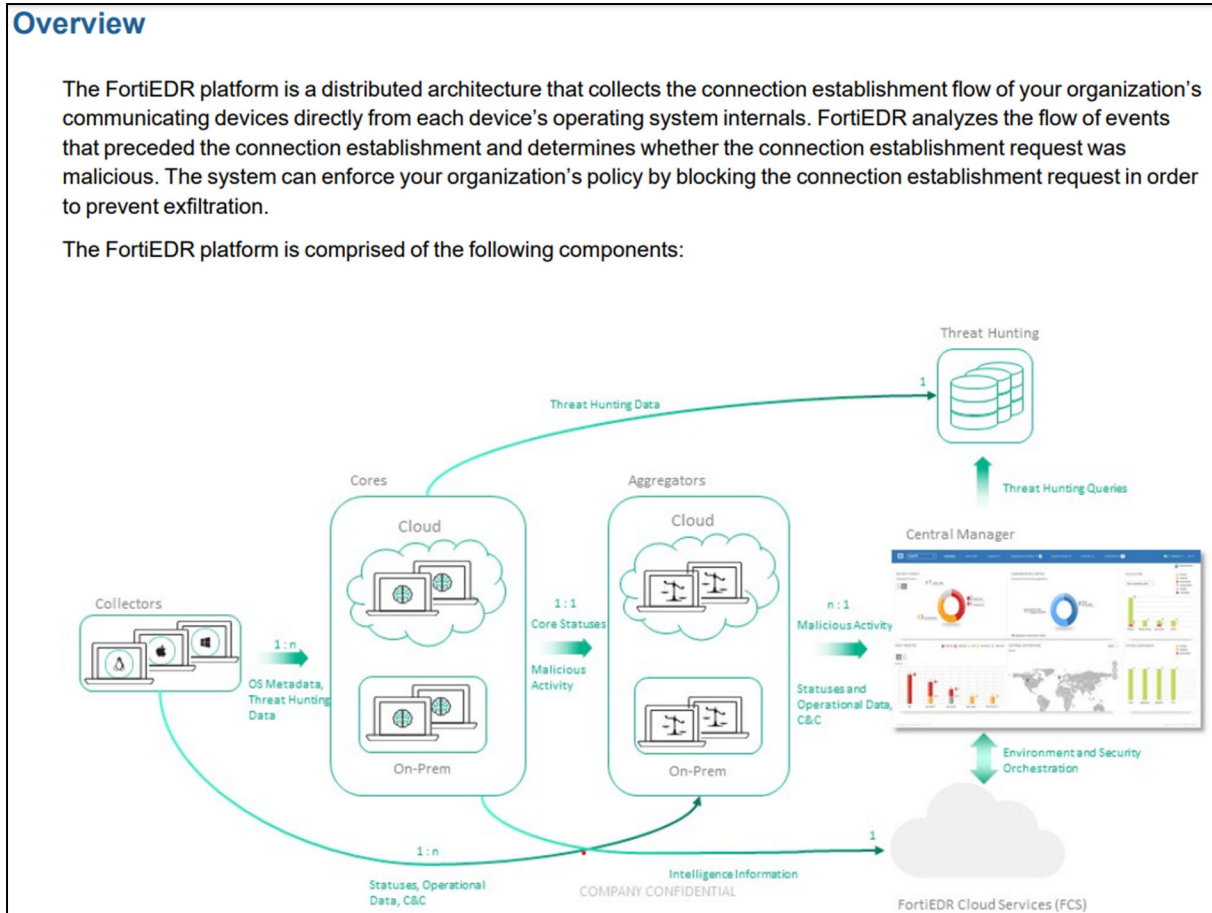 Overview
The FortiEDR platform is a distributed architecture that collects the connection establishment flow of your organization's
communicating devices directly from each device's operating system internals. FortiEDR analyzes the flow of events
that preceded the connection establishment and determines whether the connection establishment request was
malicious. The system can enforce your organization's policy by blocking the connection establishment request in order
to prevent exfiltration.
The FortiEDR platform is comprised of the following components:
Threat Hunting
1
Threat Hunting Data
Cores
Aggregators
Threat Hunting Queries
Cloud
Cloud
Central Manager
Collectors
1:n
OS Metadata,
Threat Hunting
Data
1:1
Core Statuses
Malicious
Activity
n:1
Malicious Activity
Statuses and
Operational Data,
C&C
On-Prem
On-Prem
Environment and Security
Orchestration
1:n
Statuses, Operational
Data, C&C
1
Intelligence Information
COMPANY CONFIDENTIAL
FortiEDR Cloud Services (FCS)